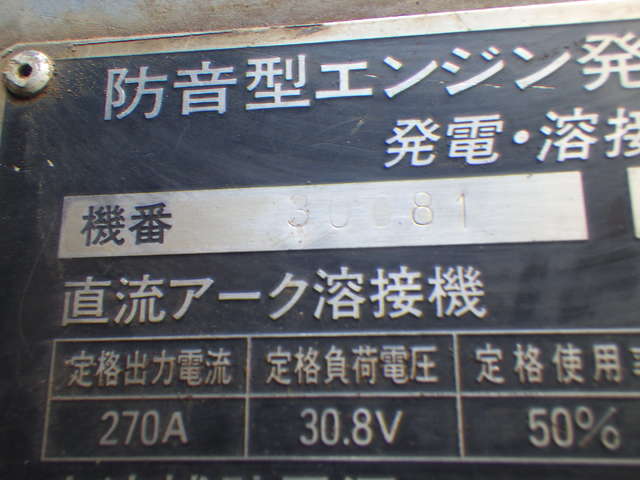 防音型エンジン発
発電・溶接
機番
直流アーク溶接機
定格出力電流 定格負荷電圧 定格使用
270A 30.8V 50%